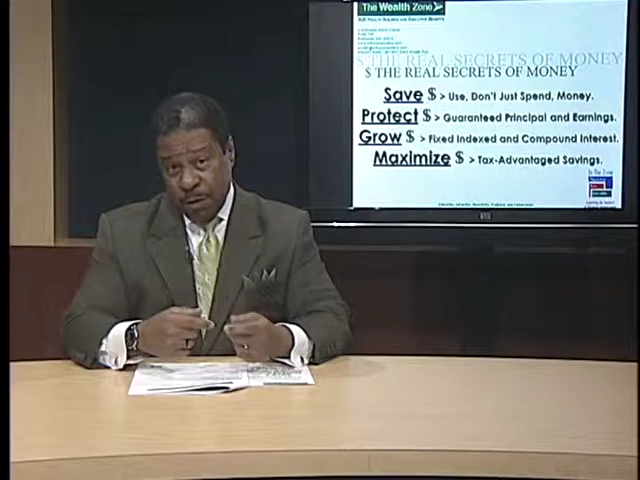 The Wealth Zone
$ THE REAL SECRETS OF MONEY
$ THE REAL SECRETS OF MONEY
Save $ > Use, Don't Just Spend, Money.
Protect $ > Guaranteed Principal and Earnings.
Grow $ > Fixed Indexed and Compound Interest.
Maximize $ > Tax-Advantaged Savings.
In The Zone